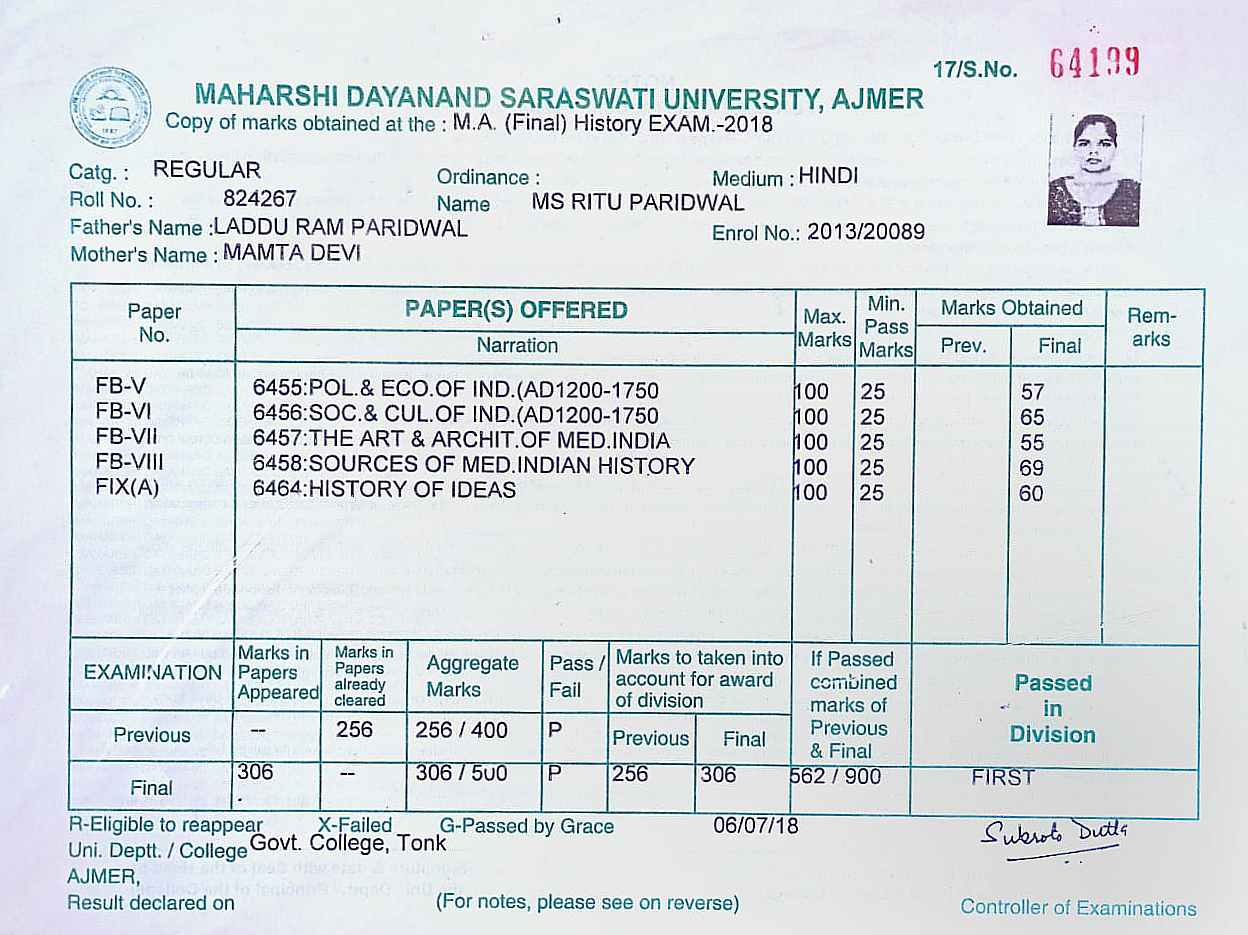 17/S.No. 64199
MAHARSHI DAYANAND SARASWATI UNIVERSITY, AJMER
Copy of marks obtained at the : M.A. (Final) History EXAM.-2018
Catg. : REGULAR Ordinance : Medium : HINDI
Roll No. : 824267 Name MS RITU PARIDWAL
Father's Name : LADDU RAM PARIDWAL Enrol No.: 2013/20089
Mother's Name : MAMTA DEVI
Paper No. PAPER(S) OFFERED Max. Marks Min. Pass Marks Marks Obtained Rem-arks
Narration Prev. Final
FB-V 6455:POL.& ECO.OF IND.(AD1200-1750 100 25 57
FB-VI 6456:SOC.& CUL.OF IND.(AD1200-1750 100 25 65
FB-VII 6457:THE ART & ARCHIT.OF MED.INDIA 100 25 55
FB-VIII 6458:SOURCES OF MED.INDIAN HISTORY 100 25 69
FIX(A) 6464:HISTORY OF IDEAS 100 25 60
EXAMINATION Marks in Papers Appeared Marks in Papers already cleared Aggregate Marks Pass / Fail Marks to taken into account for award of division If Passed combined marks of Previous & Final Passed in Division
Previous -- 256 256 / 400 P Previous Final
Final 306 -- 306 / 500 P 256 306 562 / 900 FIRST
R-Eligible to reappear X-Failed G-Passed by Grace 06/07/18
Uni. Deptt. / College Govt. College, Tonk
AJMER,
Result declared on (For notes, please see on reverse) Controller of Examinations